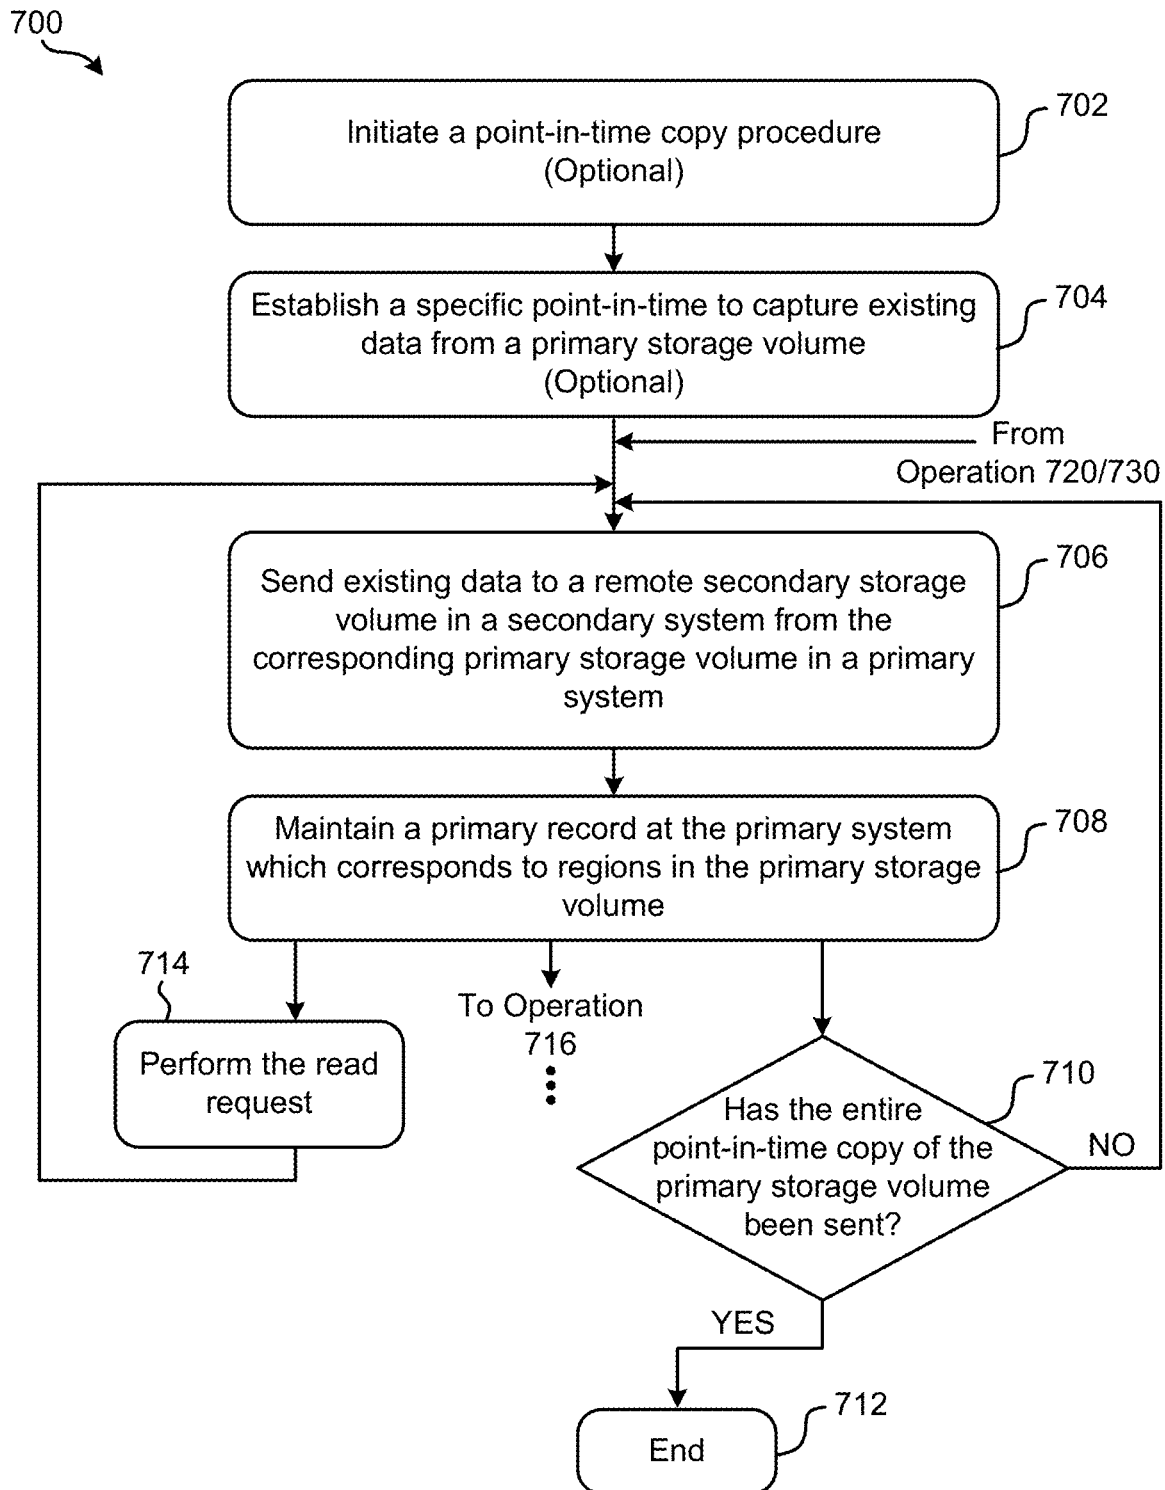 700
702
Initiate a point-in-time copy procedure
(Optional)
704
Establish a specific point-in-time to capture existing
data from a primary storage volume
(Optional)
From
Operation 720/730
706
Send existing data to a remote secondary storage
volume in a secondary system from the
corresponding primary storage volume in a primary
system
708
Maintain a primary record at the primary system
which corresponds to regions in the primary storage
volume
714
Perform the read
request
To Operation
716
710
Has the entire
point-in-time copy of the
primary storage volume
been sent?
NO
YES
712
End